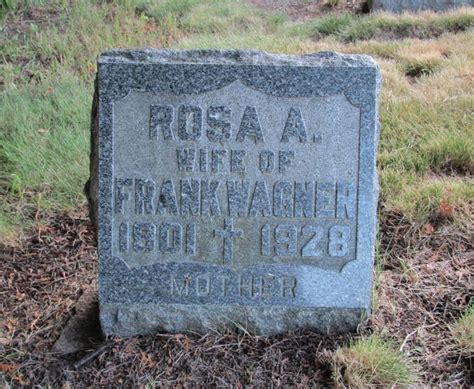 ROSA A.
WIFE OF
FRANK WAGNER
1901 1928
MOTHER